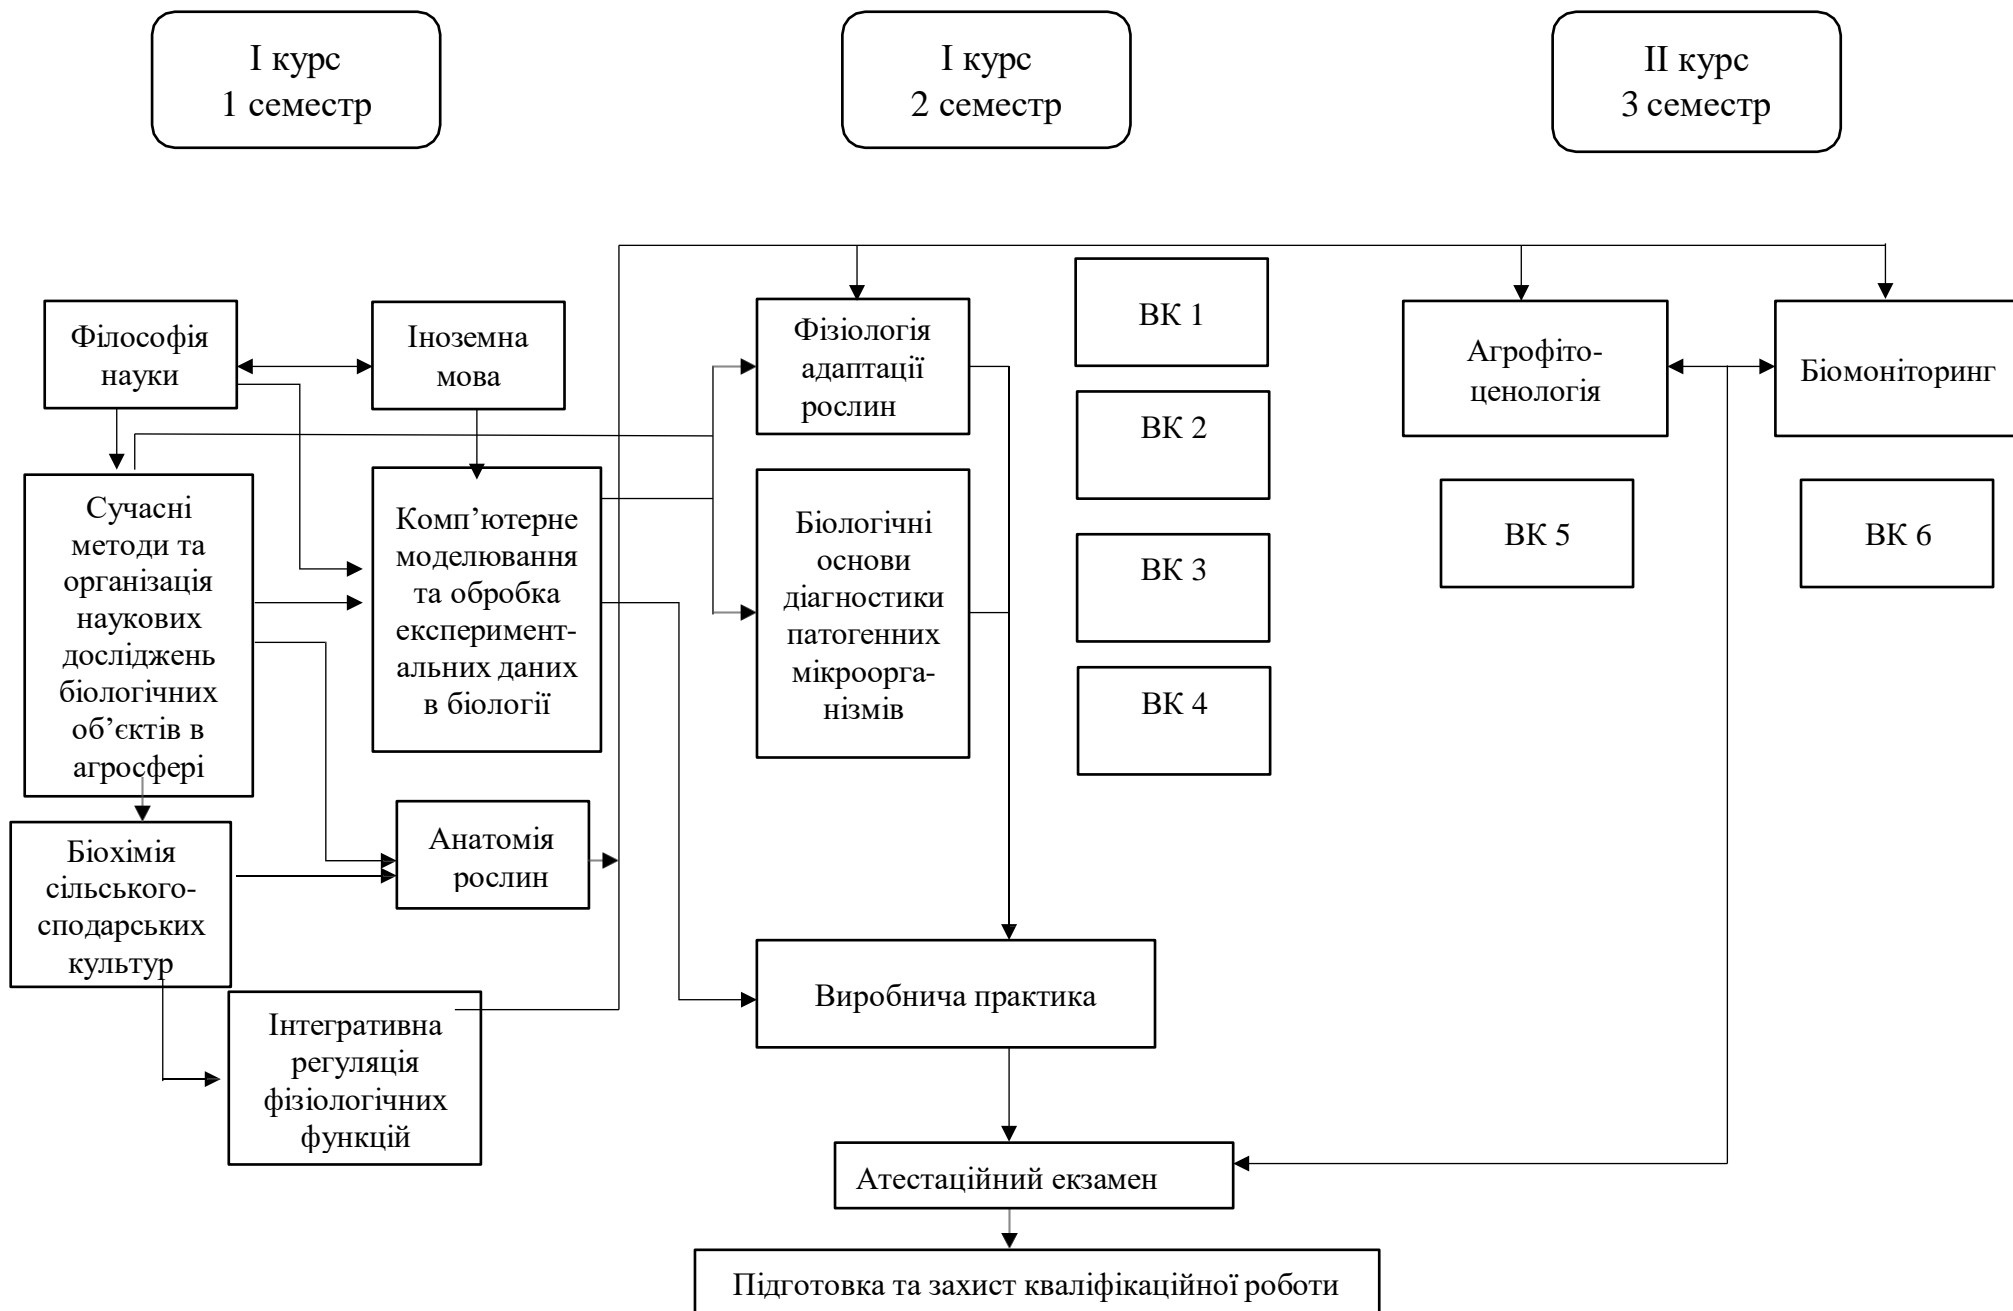 І курс
1 семестр
І курс
2 семестр
ІІ курс
3 семестр
Філософія
науки
Іноземна
мова
Фізіологія
адаптації
рослин
ВК 1
Агрофіто-
ценологія
Біомоніторинг
ВК 2
Сучасні
методи та
організація
наукових
досліджень
біологічних
об’єктів в
агросфері
Комп’ютерне
моделювання
та обробка
експеримент-
альних даних
в біології
Біологічні
основи
діагностики
патогенних
мікроорга-
нізмів
ВК 3
ВК 4
ВК 5
ВК 6
Біохімія
сільського-
сподарських
культур
Анатомія
рослин
Інтегративна
регуляція
фізіологічних
функцій
Виробнича практика
Атестаційний екзамен
Підготовка та захист кваліфікаційної роботи